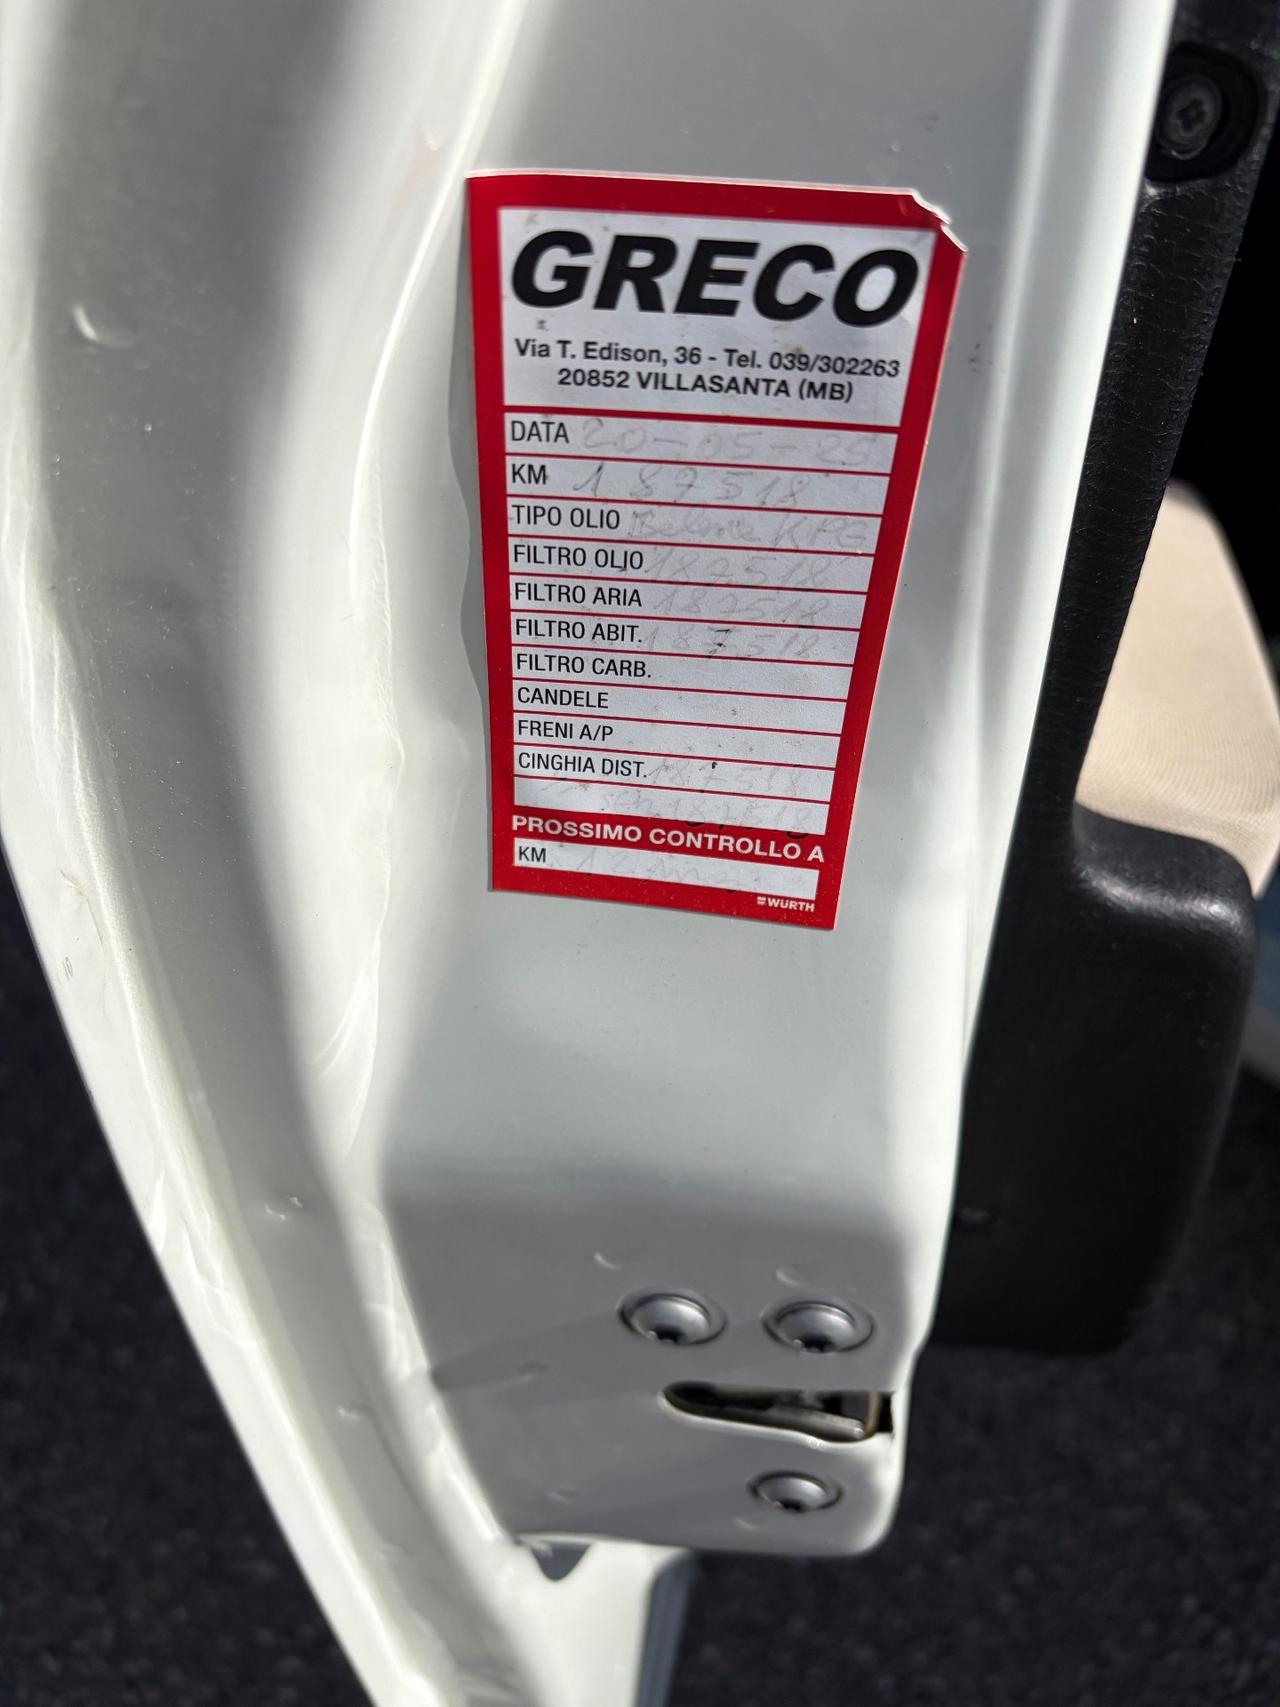 GRECO
Via T. Edison, 36 - Tel. 039/302263
20852 VILLASANTA (MB)
DATA 20-05-25
KM 187518
TIPO OLIO
FILTRO OLIO 187518
FILTRO ARIA 187518
FILTRO ABIT. 187518
FILTRO CARB.
CANDELE
FRENI A/P
CINGHIA DIST. 187518
187518
PROSSIMO CONTROLLO A
KM 12
WÜRTH